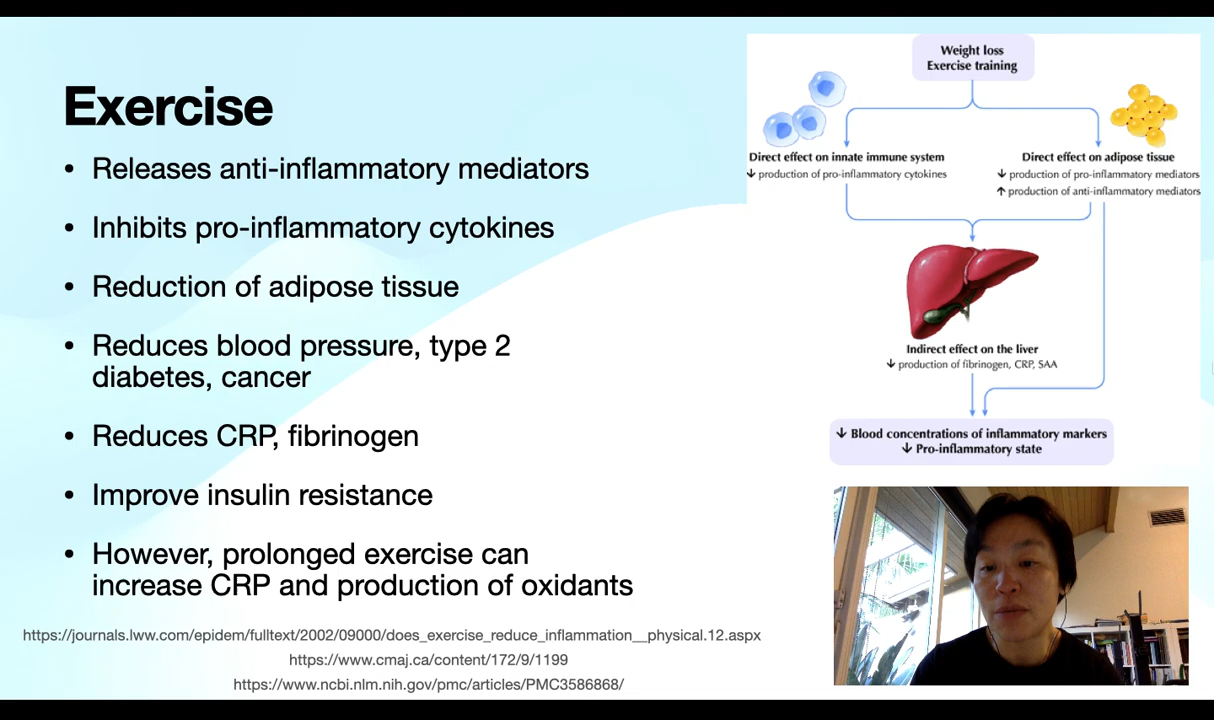 Exercise
• Releases anti-inflammatory mediators
• Inhibits pro-inflammatory cytokines
• Reduction of adipose tissue
• Reduces blood pressure, type 2
diabetes, cancer
• Reduces CRP, fibrinogen
• Improve insulin resistance
• However, prolonged exercise can
increase CRP and production of oxidants
https://journals.lww.com/epidem/fulltext/2002/09000/does_exercise_reduce_inflammation__physical.12.aspx
https://www.cmaj.ca/content/172/9/1199
https://www.ncbi.nlm.nih.gov/pmc/articles/PMC3586868/
Weight loss
Exercise training
Direct effect on innate immune system
↓ production of pro-inflammatory cytokines
Direct effect on adipose tissue
↓ production of pro-inflammatory mediators
↑ production of anti-inflammatory mediators
Indirect effect on the liver
↓ production of fibrinogen, CRP, SAA
↓ Blood concentrations of inflammatory markers
↓ Pro-inflammatory state